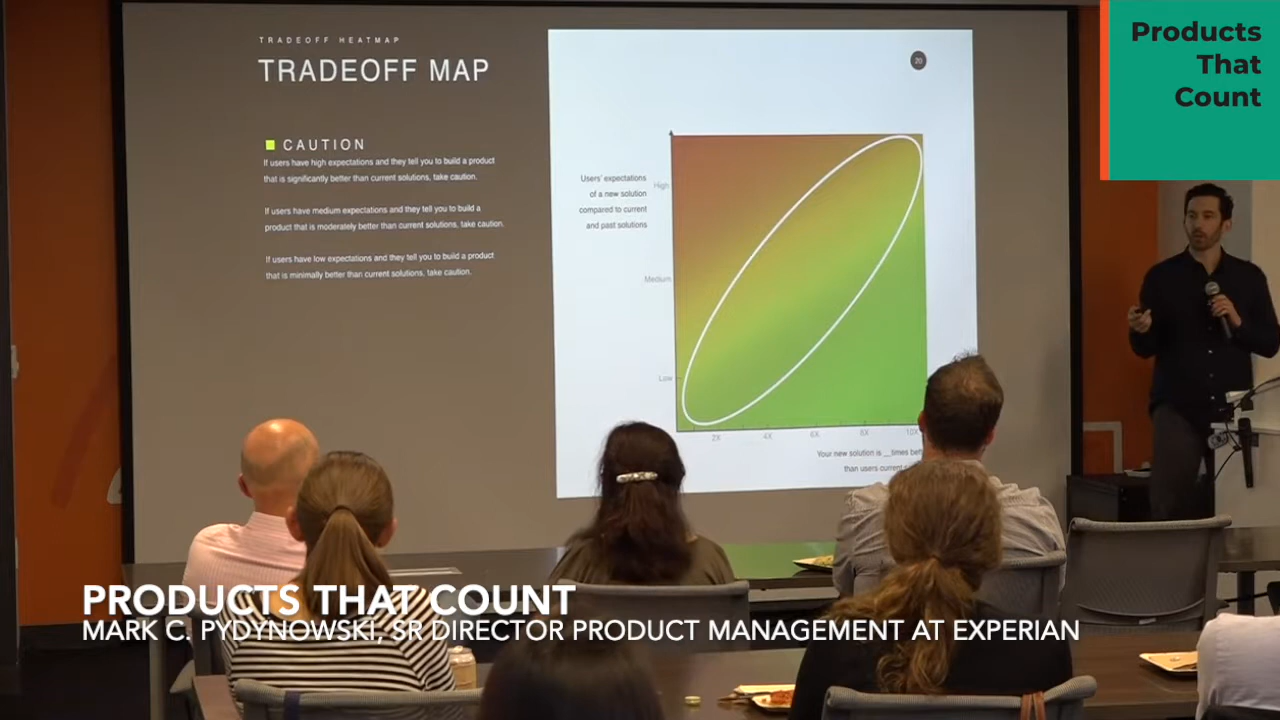 TRADEOFF HEATMAP
TRADEOFF MAP
CAUTION
If users have high expectations and they tell you to build a product
that is significantly better than current solutions, take caution.
If users have medium expectations and they tell you to build a
product that is moderately better than current solutions, take caution.
If users have low expectations and they tell you to build a product
that is minimally better than current solutions, take caution.
20
Users' expectations
of a new solution
compared to current
and past solutions
High
Medium
Low
2X 4X 6X 8X 10X
Your new solution is __times
than users current
Products
That
Count
PRODUCTS THAT COUNT
MARK C. PYDYNOWSKI, SR DIRECTOR PRODUCT MANAGEMENT AT EXPERIAN